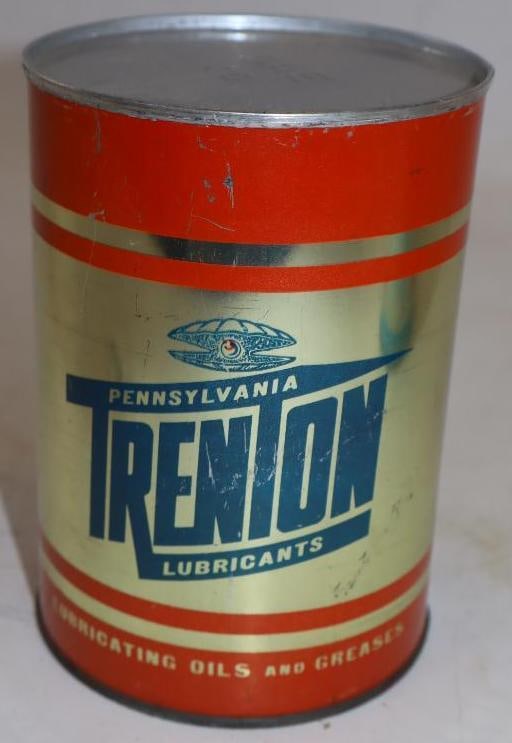 PENNSYLVANIA
TRENTON
LUBRICANTS
LUBRICATING OILS AND GREASES